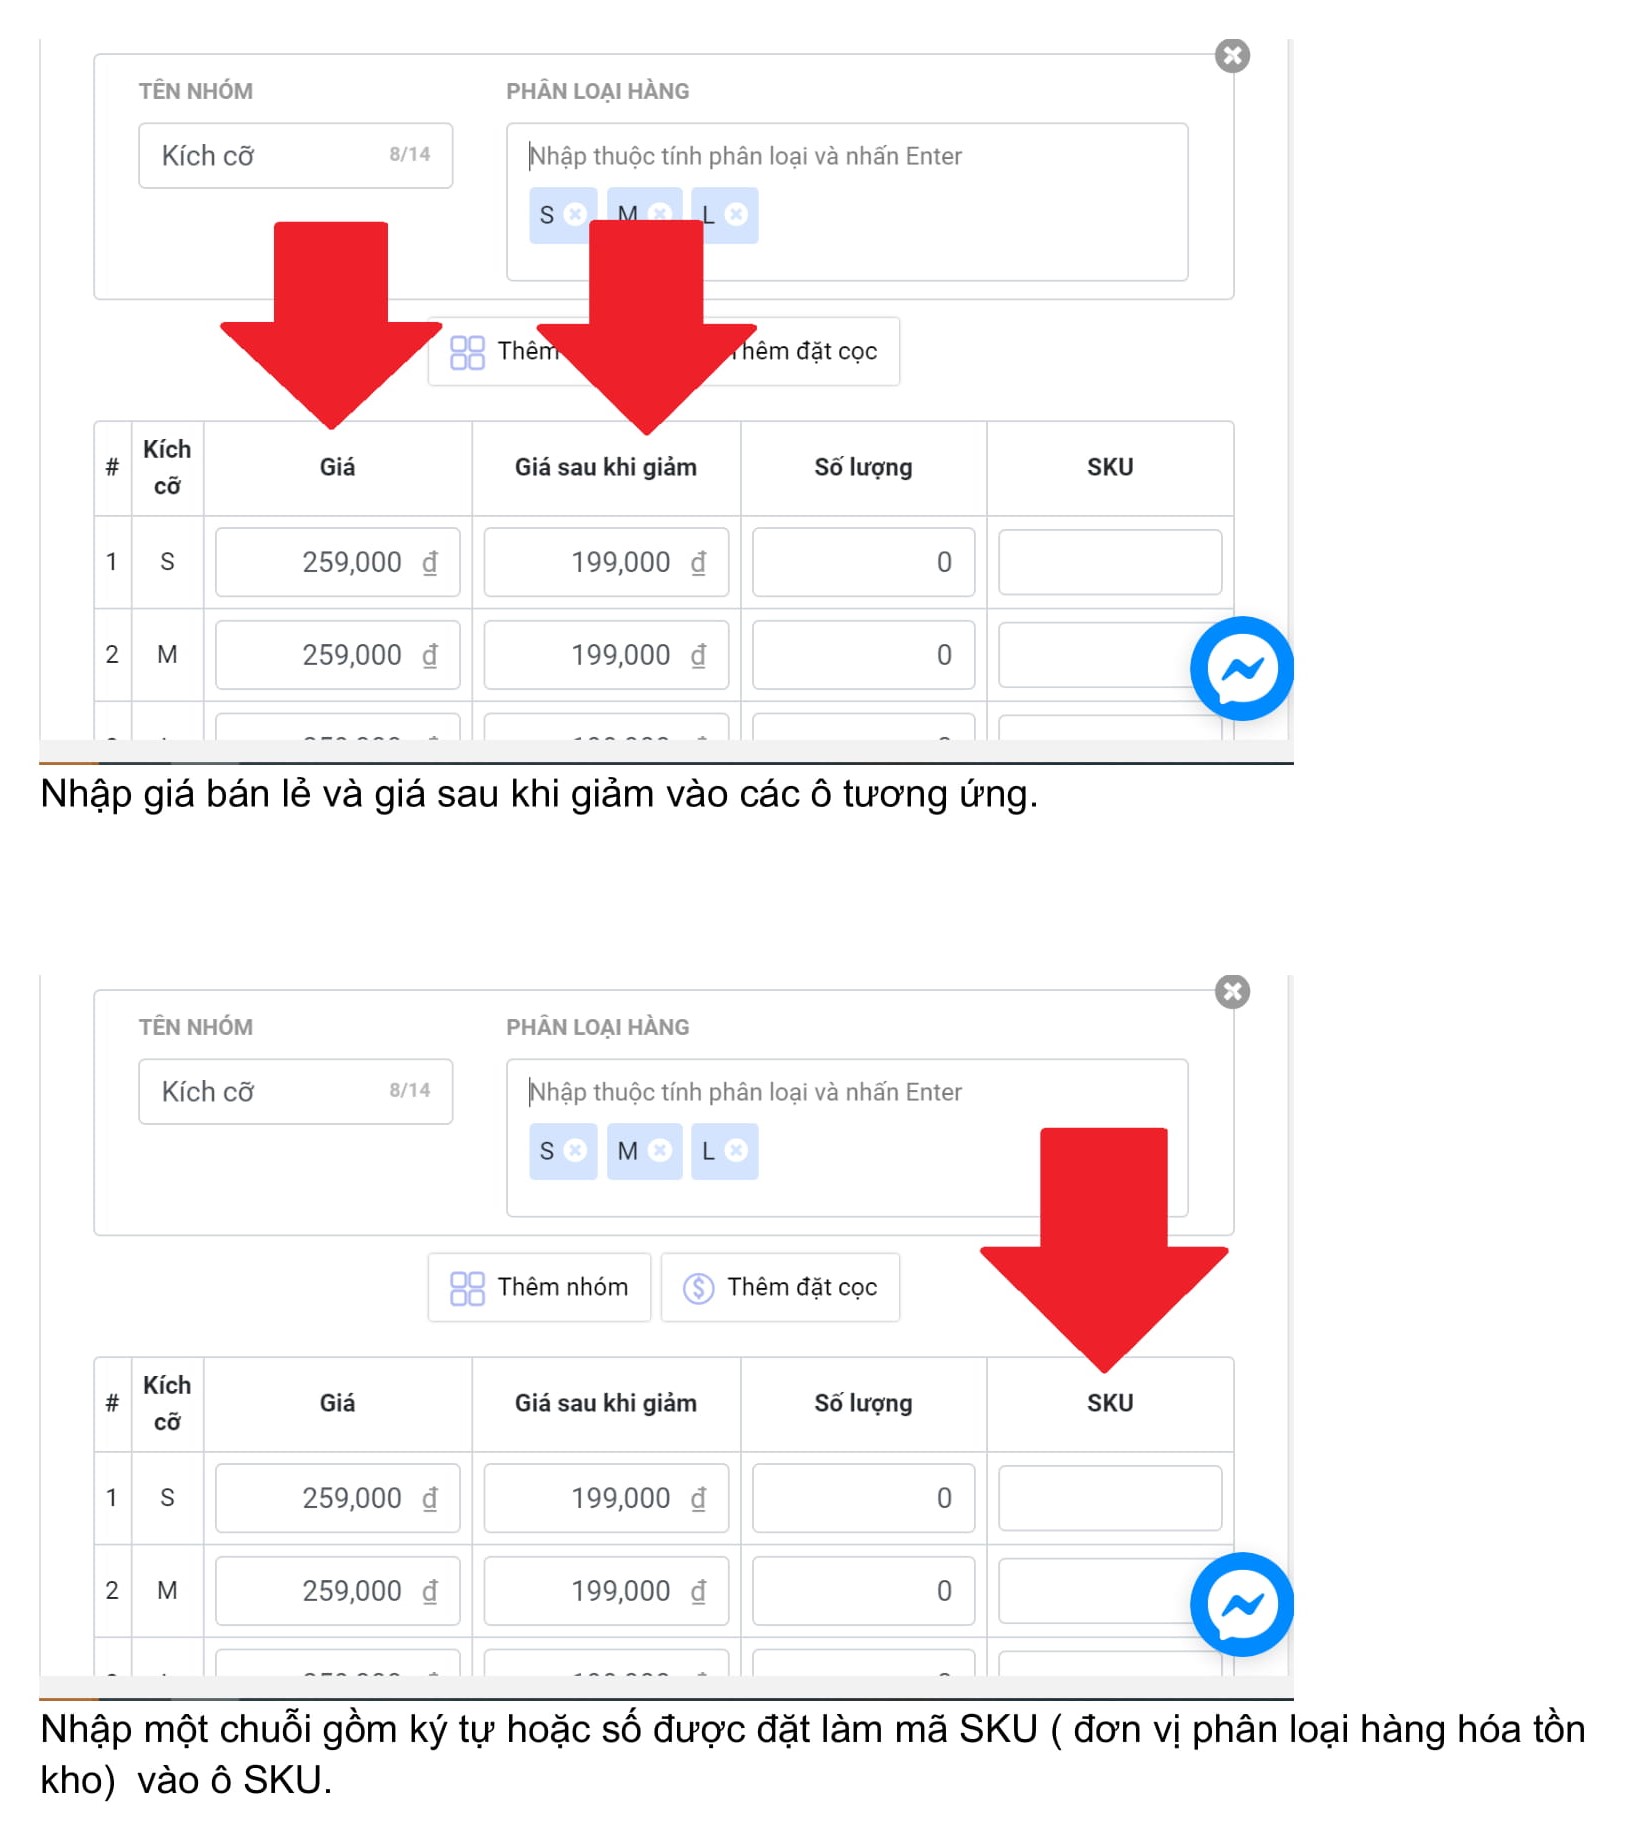 TÊN NHÓM
PHÂN LOẠI HÀNG
Kích cỡ 8/14
Nhập thuộc tính phân loại và nhấn Enter
S M L
Thêm hêm đặt cọc
# Kích cỡ Giá Giá sau khi giảm Số lượng SKU
1 S 259,000 đ 199,000 đ 0
2 M 259,000 đ 199,000 đ 0
Nhập giá bán lẻ và giá sau khi giảm vào các ô tương ứng.
TÊN NHÓM
PHÂN LOẠI HÀNG
Kích cỡ 8/14
Nhập thuộc tính phân loại và nhấn Enter
S M L
Thêm nhóm Thêm đặt cọc
# Kích cỡ Giá Giá sau khi giảm Số lượng SKU
1 S 259,000 đ 199,000 đ 0
2 M 259,000 đ 199,000 đ 0
Nhập một chuỗi gồm ký tự hoặc số được đặt làm mã SKU ( đơn vị phân loại hàng hóa tồn
kho) vào ô SKU.